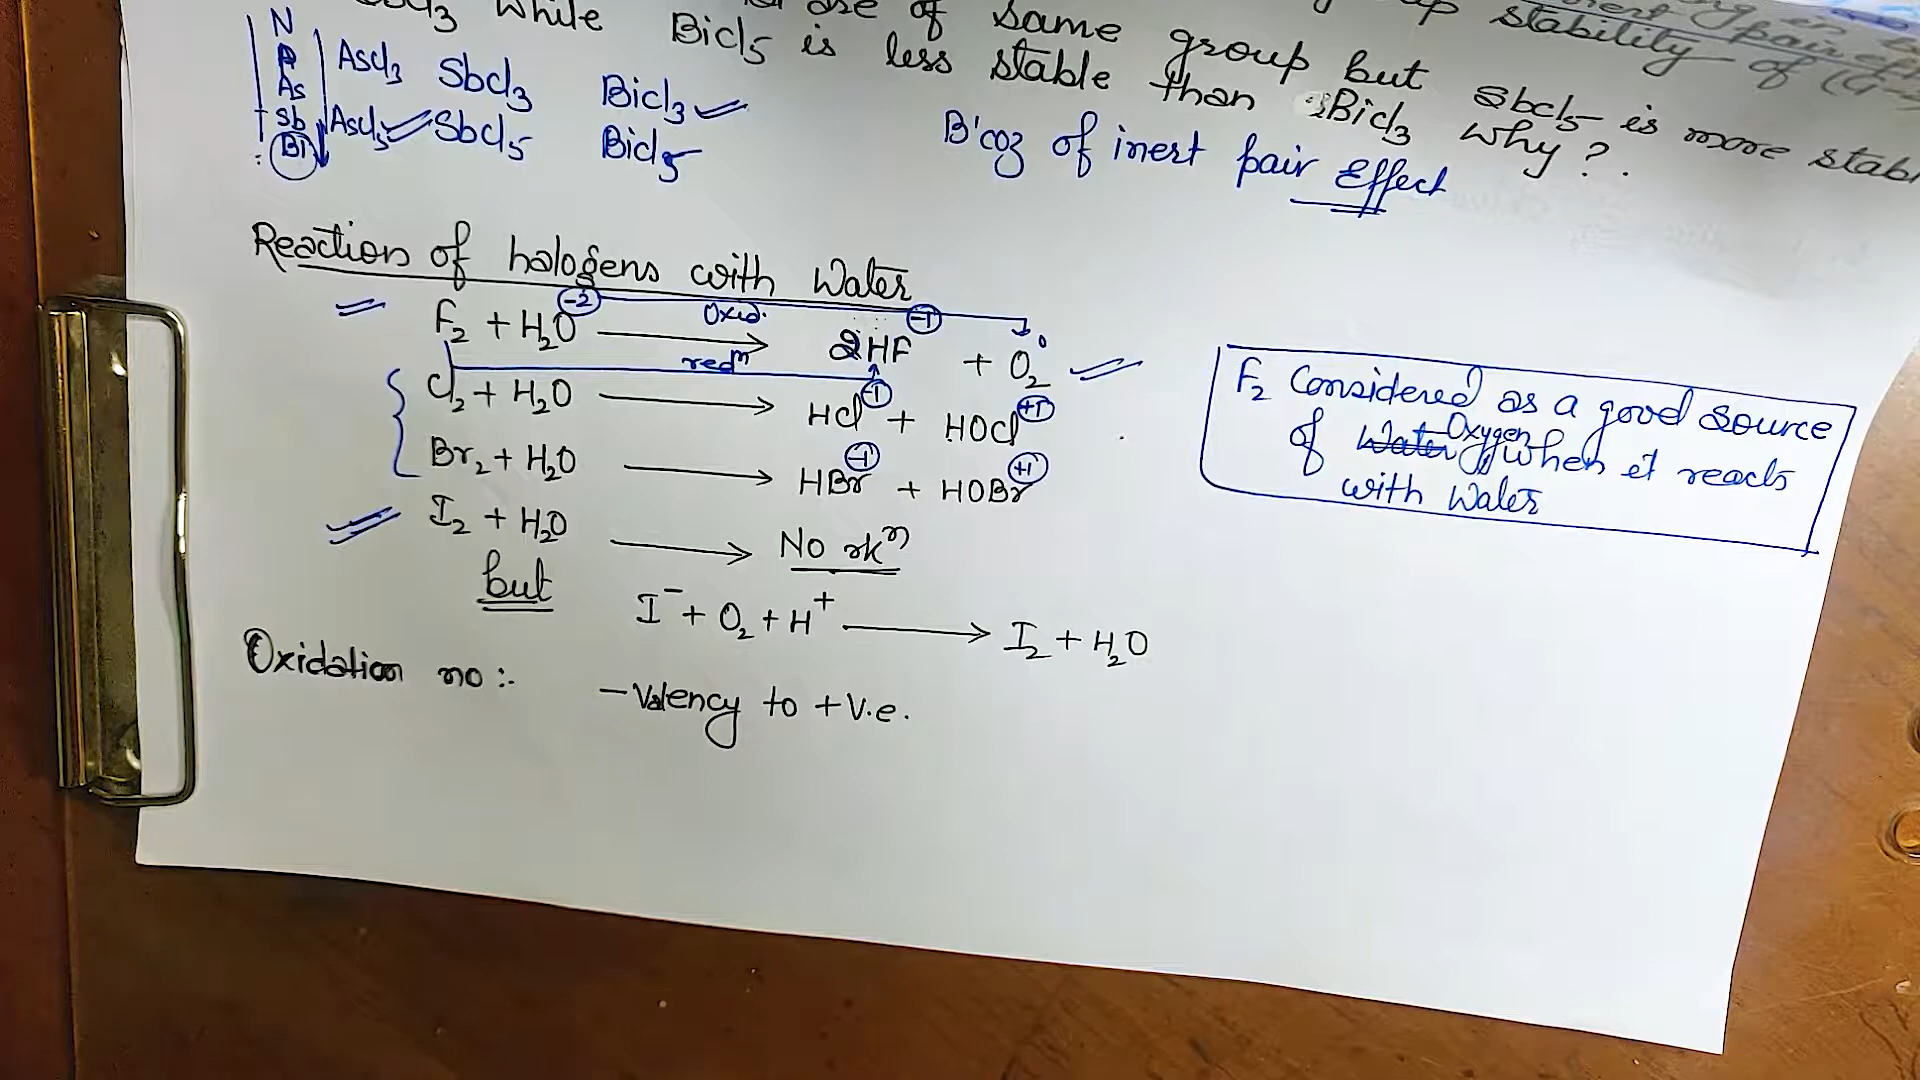 while
of same group but SbCl5 is more
BiCl5 is less stable than BiCl3 Why?
stability of
N
P
As
Sb
Bi
AsCl3 SbCl3 BiCl3
AsCl5 SbCl5 BiCl5
B'coz of inert pair Effect
Reaction of halogens with Water
F2 + H2O -2 Oxid. → 2HF -1 + O2 0
redn
Cl2 + H2O → HCl -1 + HOCl +1
Br2 + H2O → HBr -1 + HOBr +1
I2 + H2O → No rkn
but
I- + O2 + H+ → I2 + H2O
Oxidation no :- - Valency to +v.e.
F2 Considered as a good source
of Water Oxygen when it reacts
with Water